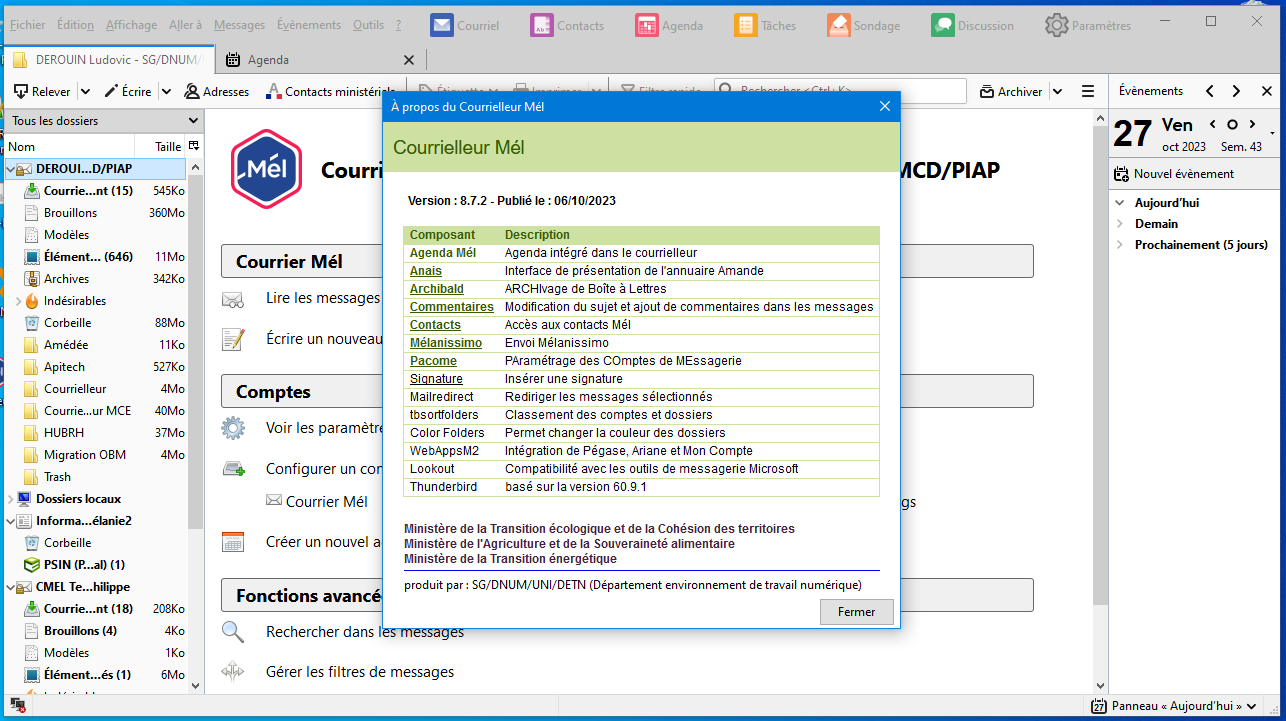 Fichier Édition Affichage Aller à Messages Évènements Outils ? Courriel Contacts Agenda Tâches Sondage Discussion Paramètres
DEROUIN Ludovic - SG/DNUM/ Agenda
Relever Écrire Adresses Contacts ministériels Étiquette Imprimer Filtre rapide Rechercher <Ctrl+K> Archiver
Évènements
Tous les dossiers
Nom Taille
DEROUI...D/PIAP
Courrie...nt (15) 545Ko
Brouillons 360Mo
Modèles
Élément... (646) 11Mo
Archives 342Ko
Indésirables
Corbeille 88Mo
Amédée 11Ko
Apitech 527Ko
Courrielleur 4Mo
Courrie...ur MCE 40Mo
HUBRH 37Mo
Migration OBM 4Mo
Trash
Dossiers locaux
Informa...élanie2
Corbeille
PSIN (P...al) (1)
CMEL Te...hilippe
Courrie...nt (18) 208Ko
Brouillons (4) 4Ko
Modèles 1Ko
Élément...és (1) 6Mo
Mél
Courri
MCD/PIAP
Courrier Mél
Lire les messages
Écrire un nouveau
Comptes
Voir les paramètre
Configurer un com
Courrier Mél
gs
Créer un nouvel a
Fonctions avancé
Rechercher dans les messages
Gérer les filtres de messages
À propos du Courrielleur Mél
Courrielleur Mél
Version : 8.7.2 - Publié le : 06/10/2023
Composant Description
Agenda Mél Agenda intégré dans le courrielleur
Anais Interface de présentation de l'annuaire Amande
Archibald ARCHIvage de Boîte à Lettres
Commentaires Modification du sujet et ajout de commentaires dans les messages
Contacts Accès aux contacts Mél
Mélanissimo Envoi Mélanissimo
Pacome PAramétrage des COmptes de MEssagerie
Signature Insérer une signature
Mailredirect Rediriger les messages sélectionnés
tbsortfolders Classement des comptes et dossiers
Color Folders Permet changer la couleur des dossiers
WebAppsM2 Intégration de Pégase, Ariane et Mon Compte
Lookout Compatibilité avec les outils de messagerie Microsoft
Thunderbird basé sur la version 60.9.1
Ministère de la Transition écologique et de la Cohésion des territoires
Ministère de l'Agriculture et de la Souveraineté alimentaire
Ministère de la Transition énergétique
produit par : SG/DNUM/UNI/DETN (Département environnement de travail numérique)
Fermer
27 Ven
oct 2023 Sem. 43
Nouvel évènement
Aujourd'hui
Demain
Prochainement (5 jours)
27 Panneau « Aujourd'hui »